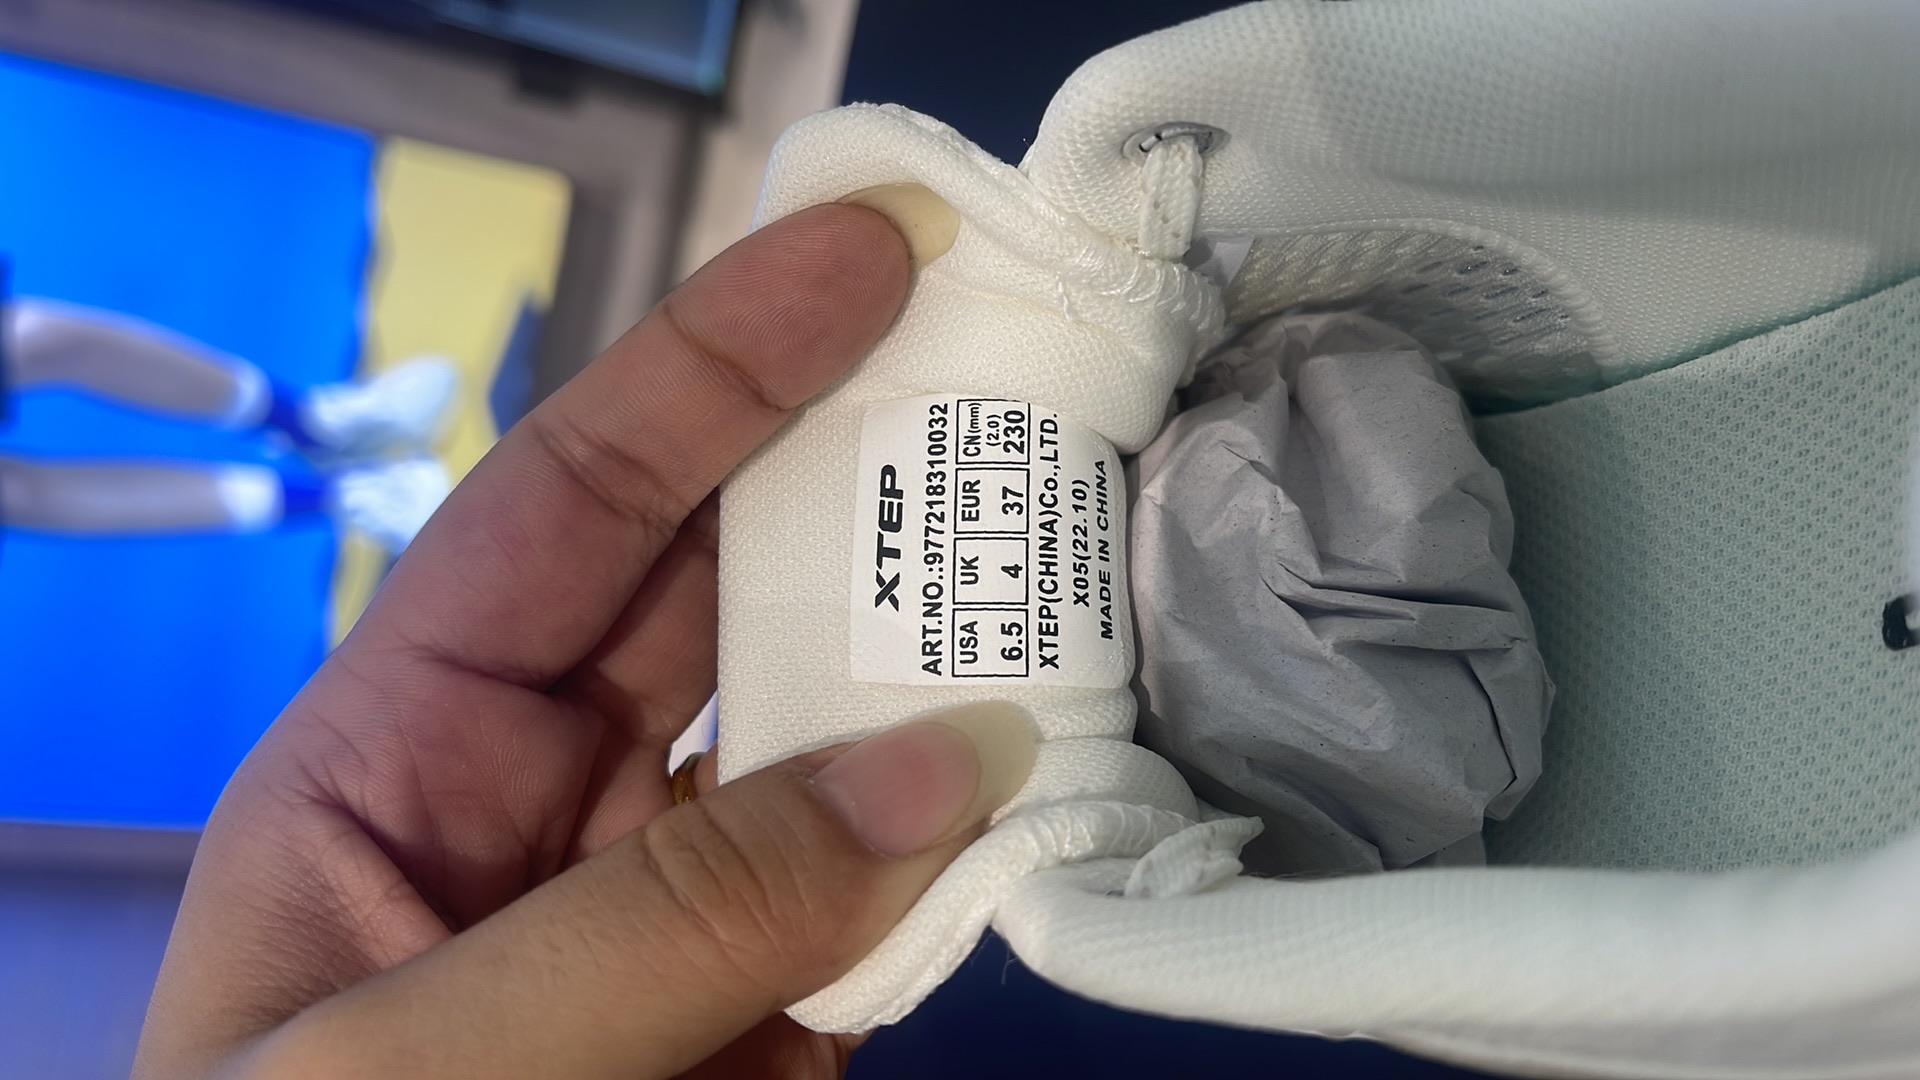 XTEP
ART.NO.:977218310032
USA UK EUR CN(mm)(2.0)
6.5 4 37 230
XTEP(CHINA)Co.,LTD.
X05(22.10)
MADE IN CHINA